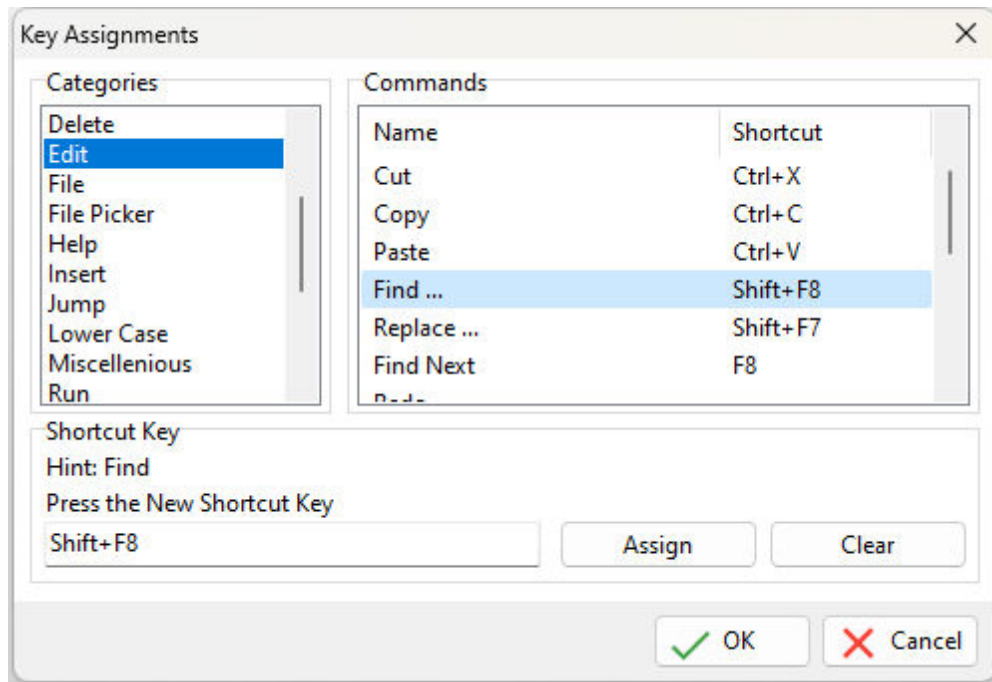 Key Assignments
Categories
Delete
Edit
File
File Picker
Help
Insert
Jump
Lower Case
Miscellenious
Run
Commands
Name Shortcut
Cut Ctrl+X
Copy Ctrl+C
Paste Ctrl+V
Find ... Shift+F8
Replace ... Shift+F7
Find Next F8
Shortcut Key
Hint: Find
Press the New Shortcut Key
Shift+F8
Assign Clear
OK Cancel